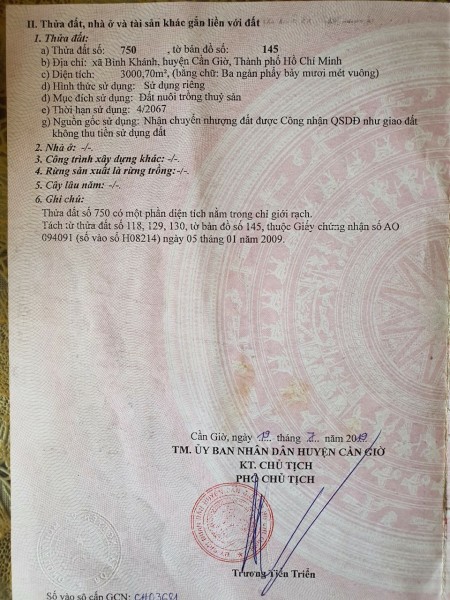 II. Thửa đất, nhà ở và tài sản khác gắn liền với đất
1. Thửa đất:
a) Thửa đất số: 750 , tờ bản đồ số: 145
b) Địa chỉ: xã Bình Khánh, huyện Cần Giờ, Thành phố Hồ Chí Minh
c) Diện tích: 3000,70m², (bằng chữ: Ba ngàn phẩy bảy mươi mét vuông)
d) Hình thức sử dụng: Sử dụng riêng
đ) Mục đích sử dụng: Đất nuôi trồng thuỷ sản
e) Thời hạn sử dụng: 4/2067
g) Nguồn gốc sử dụng: Nhận chuyển nhượng đất được Công nhận QSDĐ như giao đất
không thu tiền sử dụng đất
2. Nhà ở: -/-.
3. Công trình xây dựng khác: -/-.
4. Rừng sản xuất là rừng trồng:-/-.
5. Cây lâu năm: -/-.
6. Ghi chú:
Thửa đất số 750 có một phần diện tích nằm trong chỉ giới rạch.
Tách từ thửa đất số 118, 129, 130, tờ bản đồ số 145, thuộc Giấy chứng nhận số AO
094091 (số vào sổ H08214) ngày 05 tháng 01 năm 2009.
Cần Giờ, ngày 19 tháng 7 năm 2019
TM. ỦY BAN NHÂN DÂN HUYỆN CẦN GIỜ
KT. CHỦ TỊCH
PHÓ CHỦ TỊCH
Trương Tiến Triển
Số vào sổ cấp GCN: CH03681